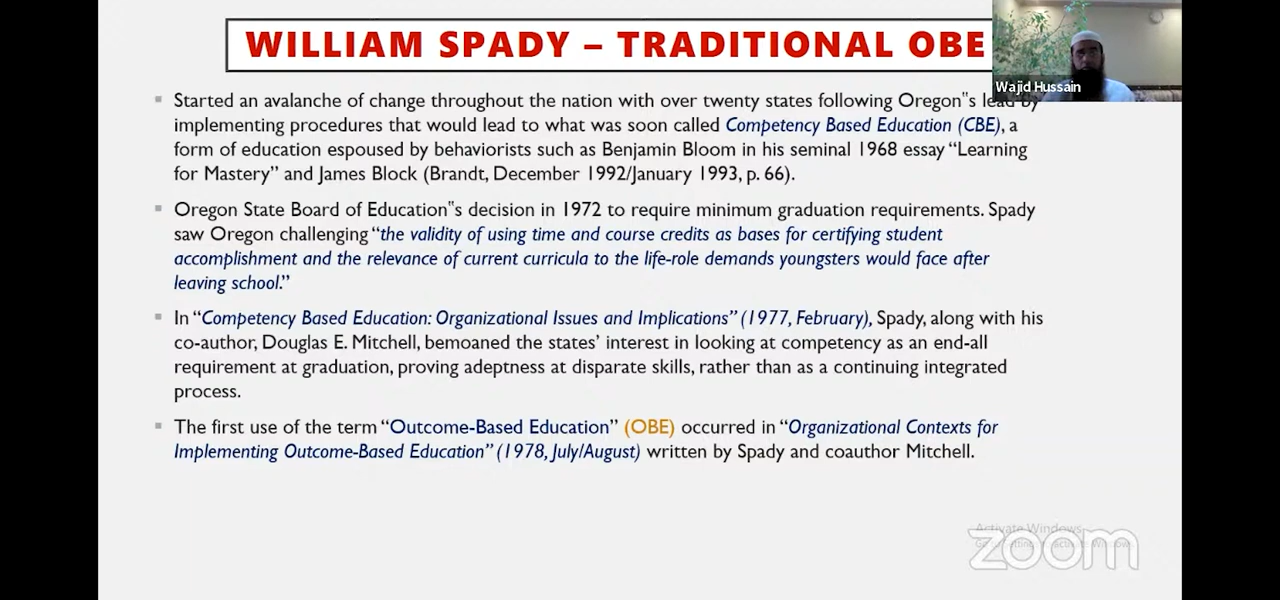 WILLIAM SPADY – TRADITIONAL OBE
Wajid Hussain
▪ Started an avalanche of change throughout the nation with over twenty states following Oregon‟s lead by
implementing procedures that would lead to what was soon called Competency Based Education (CBE), a
form of education espoused by behaviorists such as Benjamin Bloom in his seminal 1968 essay “Learning
for Mastery” and James Block (Brandt, December 1992/January 1993, p. 66).
▪ Oregon State Board of Education‟s decision in 1972 to require minimum graduation requirements. Spady
saw Oregon challenging “the validity of using time and course credits as bases for certifying student
accomplishment and the relevance of current curricula to the life-role demands youngsters would face after
leaving school.”
▪ In “Competency Based Education: Organizational Issues and Implications” (1977, February), Spady, along with his
co-author, Douglas E. Mitchell, bemoaned the states’ interest in looking at competency as an end-all
requirement at graduation, proving adeptness at disparate skills, rather than as a continuing integrated
process.
▪ The first use of the term “Outcome-Based Education” (OBE) occurred in “Organizational Contexts for
Implementing Outcome-Based Education” (1978, July/August) written by Spady and coauthor Mitchell.
Activate Windows
zoom